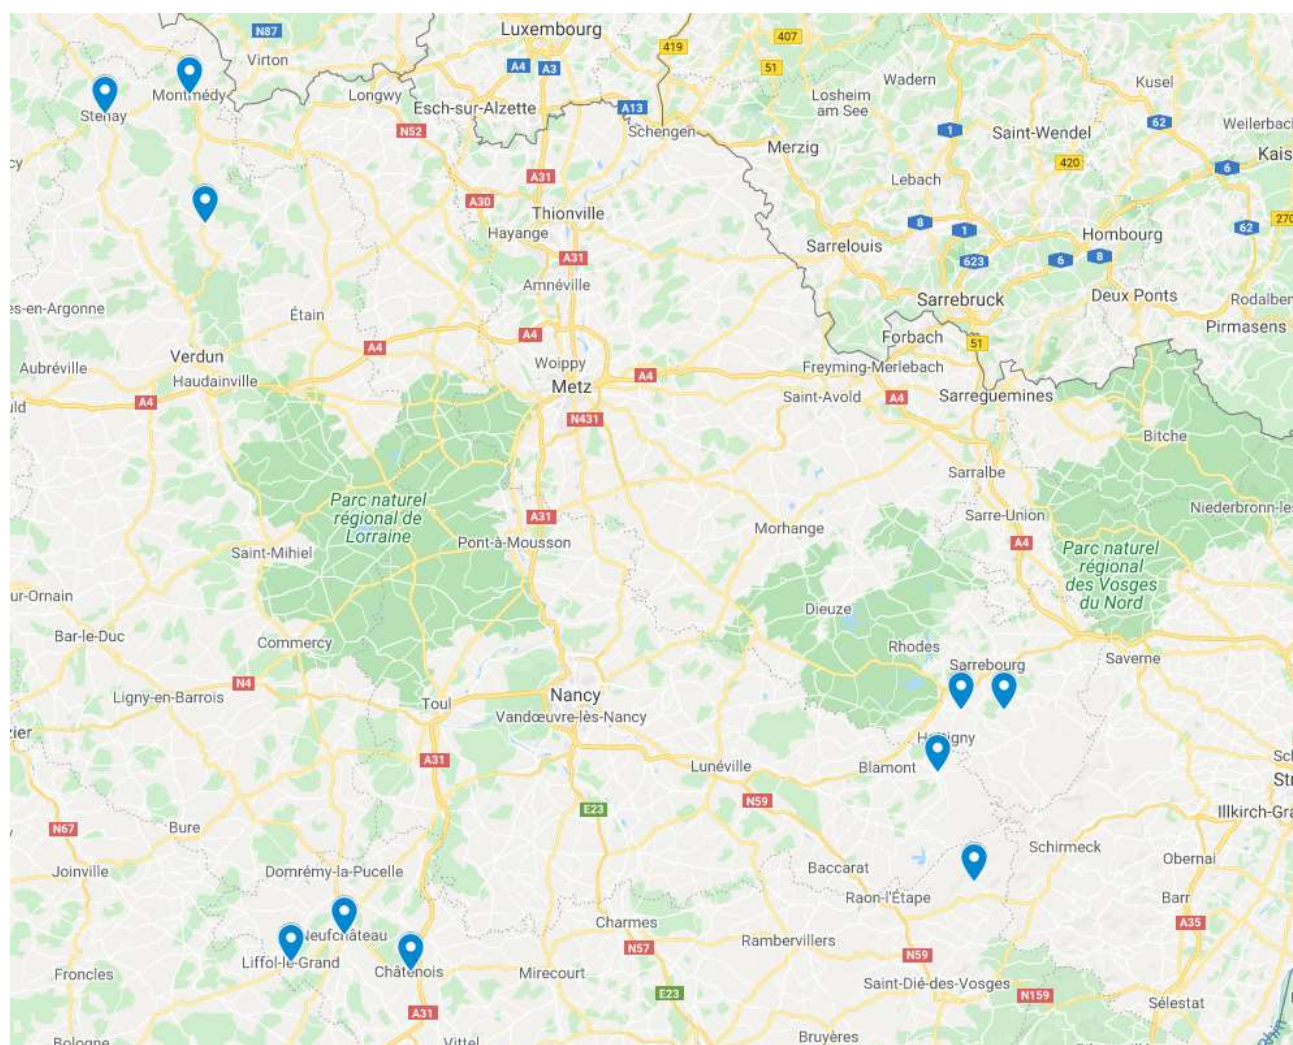 N87
Luxembourg
419
407
Virton
51
A4
A3
Wadern
Kusel
Montmédy
Longwy
Esch-sur-Alzette
A13
Losheim
am See
Stenay
N52
Schengen
1
Saint-Wendel
62
Weilerbach
Merzig
420
Kais
A31
6
Lebach
A30
Thionville
8
1
62
270
Hayange
Sarrelouis
Hombourg
A31
623
6
8
Amnéville
Sarrebruck
Deux Ponts
Rodalben
es-en-Argonne
Étain
Pirmasens
A4
Forbach
51
Verdun
A4
Woippy
Aubréville
Haudainville
Metz
A4
Freyming-Merlebach
A4
Saint-Avold
A4
Sarreguemines
uld
N431
Bitche
Sarralbe
Parc naturel
régional de
Lorraine
A31
Morhange
Sarre-Union
Niederbronn-les
Saint-Mihiel
Pont-à-Mousson
A4
Parc naturel
régional
des Vosges
du Nord
ur-Ornain
Dieuze
Bar-le-Duc
Commercy
Rhodes
Saverne
Sarrebourg
N4
Ligny-en-Barrois
Toul
Nancy
Vandœuvre-lès-Nancy
zier
A31
Lunéville
Blamont
N59
E23
Illkirch-Gra
N67
Bure
Joinville
Domrémy-la-Pucelle
Baccarat
Schirmeck
Obernai
Raon-l'Étape
Barr
Charmes
A35
Neufchâteau
N57
Rambervillers
Liffol-le-Grand
N59
Froncles
Châtenois
Mirecourt
Saint-Dié-des-Vosges
E23
N159
Sélestat
A31
Bologne
Vittel
Bruyères